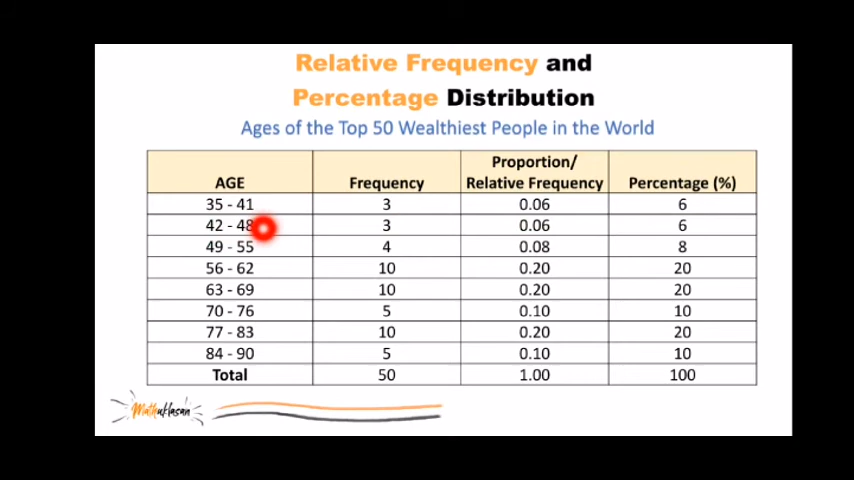 Relative Frequency and
Percentage Distribution
Ages of the Top 50 Wealthiest People in the World
AGE Frequency Proportion/ Relative Frequency Percentage (%)
35 - 41 3 0.06 6
42 - 48 3 0.06 6
49 - 55 4 0.08 8
56 - 62 10 0.20 20
63 - 69 10 0.20 20
70 - 76 5 0.10 10
77 - 83 10 0.20 20
84 - 90 5 0.10 10
Total 50 1.00 100
Mathuklasan